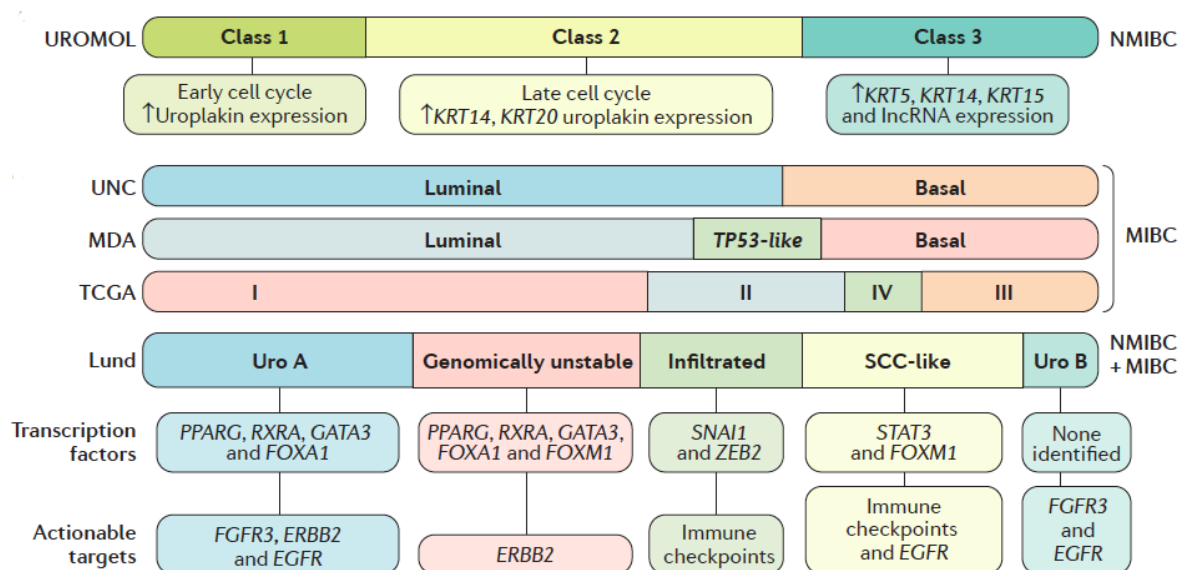 UROMOL Class 1 Class 2 Class 3 NMIBC
Early cell cycle
↑Uroplakin expression
Late cell cycle
↑KRT14, KRT20 uroplakin expression
↑KRT5, KRT14, KRT15
and lncRNA expression
UNC Luminal Basal
MDA Luminal TP53-like Basal
MIBC
TCGA I II IV III
Lund Uro A Genomically unstable Infiltrated SCC-like Uro B
NMIBC
+ MIBC
Transcription
factors
PPARG, RXRA, GATA3
and FOXA1
PPARG, RXRA, GATA3,
FOXA1 and FOXM1
SNAI1
and ZEB2
STAT3
and FOXM1
None
identified
Actionable
targets
FGFR3, ERBB2
and EGFR
ERBB2
Immune
checkpoints
Immune
checkpoints
and EGFR
FGFR3
and
EGFR